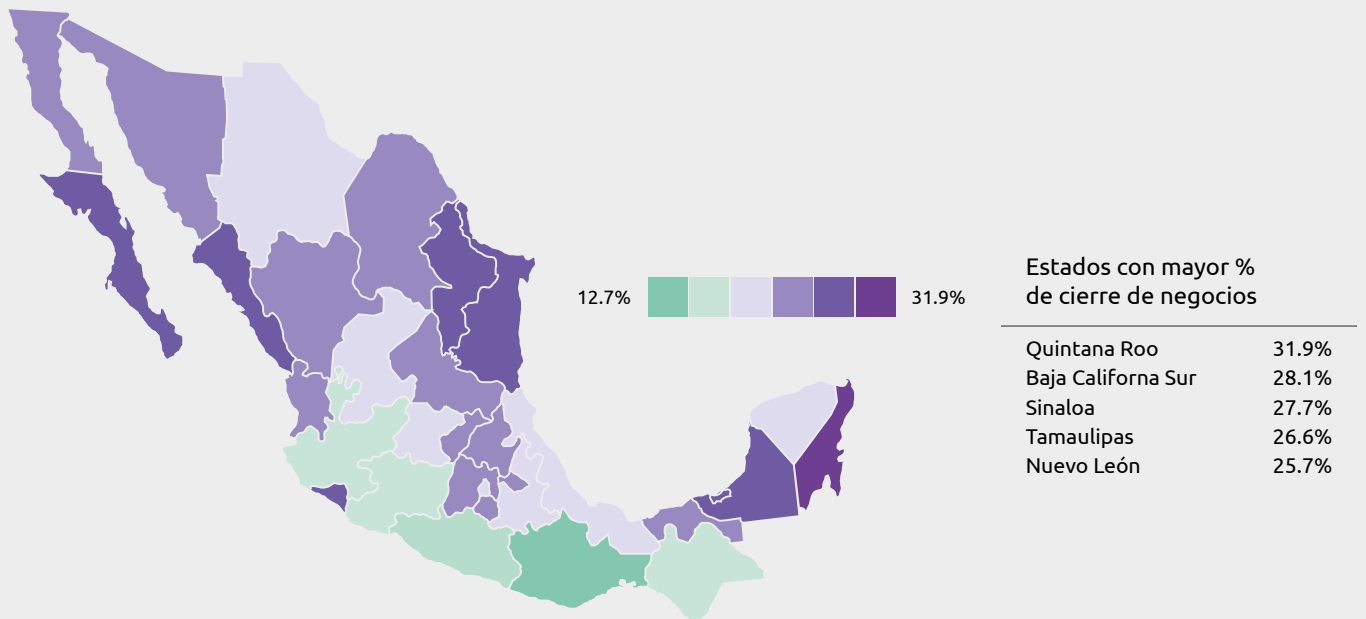 12.7%
31.9%
Estados con mayor %
de cierre de negocios
Quintana Roo 31.9%
Baja Californa Sur 28.1%
Sinaloa 27.7%
Tamaulipas 26.6%
Nuevo León 25.7%